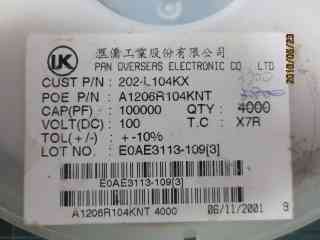 UK
匯僑工業股份有限公司
PAN OVERSEAS ELECTRONIC CO LTD
2010/06/23
CUST P/N : 202-L104KX
POE P/N : A1206R104KNT
CAP(PF) : 100000 QTY : 4000
VOLT(DC) : 100 T.C : X7R
TOL(+/-) : +-10%
LOT NO. : E0AE3113-109[3]
E0AE3113-109[3]
A1206R104KNT 4000 06/11/2001 9